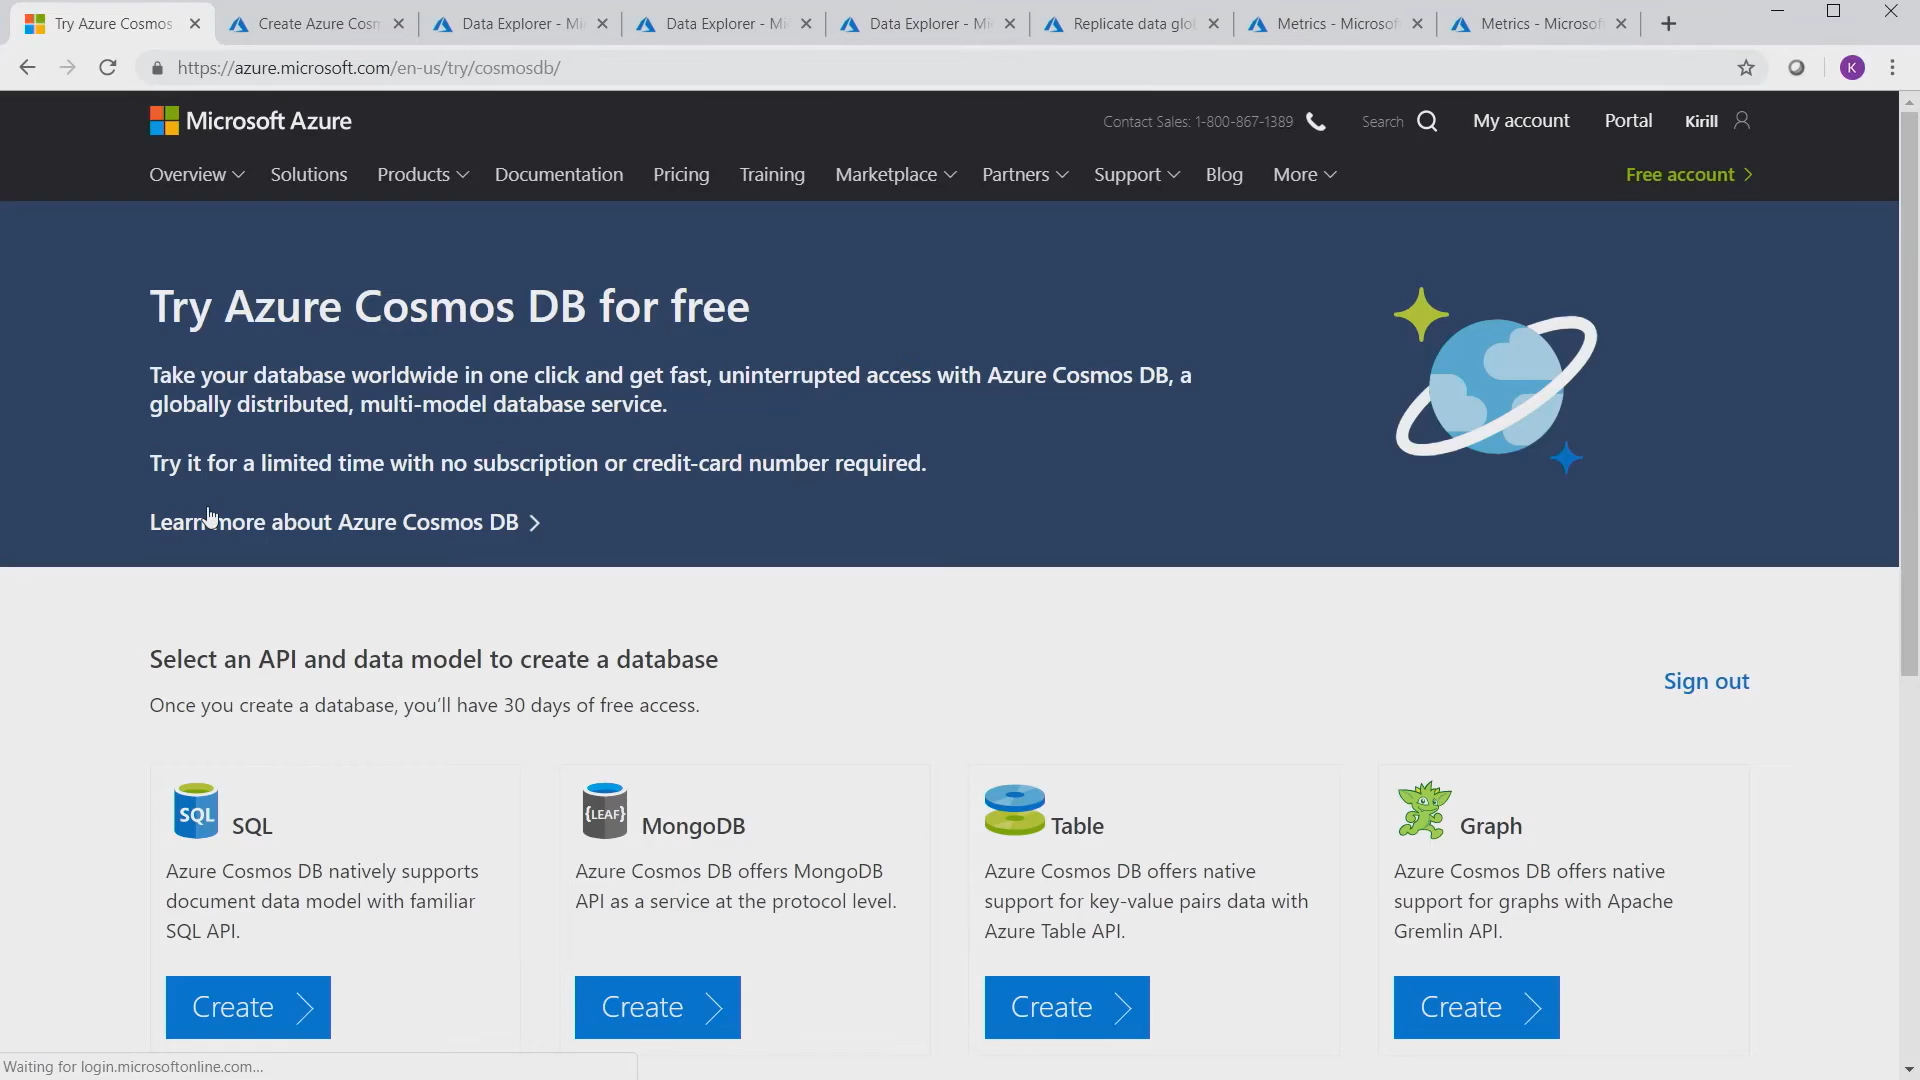 Try Azure Cosmos
Create Azure Cosm
Data Explorer - Mi
Data Explorer - Mi
Data Explorer - Mi
Replicate data glo
Metrics - Microsof
Metrics - Microsof
https://azure.microsoft.com/en-us/try/cosmosdb/
K
Microsoft Azure
Contact Sales: 1-800-867-1389
Search
My account
Portal
Kirill
Overview
Solutions
Products
Documentation
Pricing
Training
Marketplace
Partners
Support
Blog
More
Free account
Try Azure Cosmos DB for free
Take your database worldwide in one click and get fast, uninterrupted access with Azure Cosmos DB, a
globally distributed, multi-model database service.
Try it for a limited time with no subscription or credit-card number required.
Learn more about Azure Cosmos DB
Select an API and data model to create a database
Once you create a database, you'll have 30 days of free access.
Sign out
SQL
SQL
Azure Cosmos DB natively supports
document data model with familiar
SQL API.
Create
{LEAF}
MongoDB
Azure Cosmos DB offers MongoDB
API as a service at the protocol level.
Create
Table
Azure Cosmos DB offers native
support for key-value pairs data with
Azure Table API.
Create
Graph
Azure Cosmos DB offers native
support for graphs with Apache
Gremlin API.
Create
Waiting for login.microsoftonline.com...